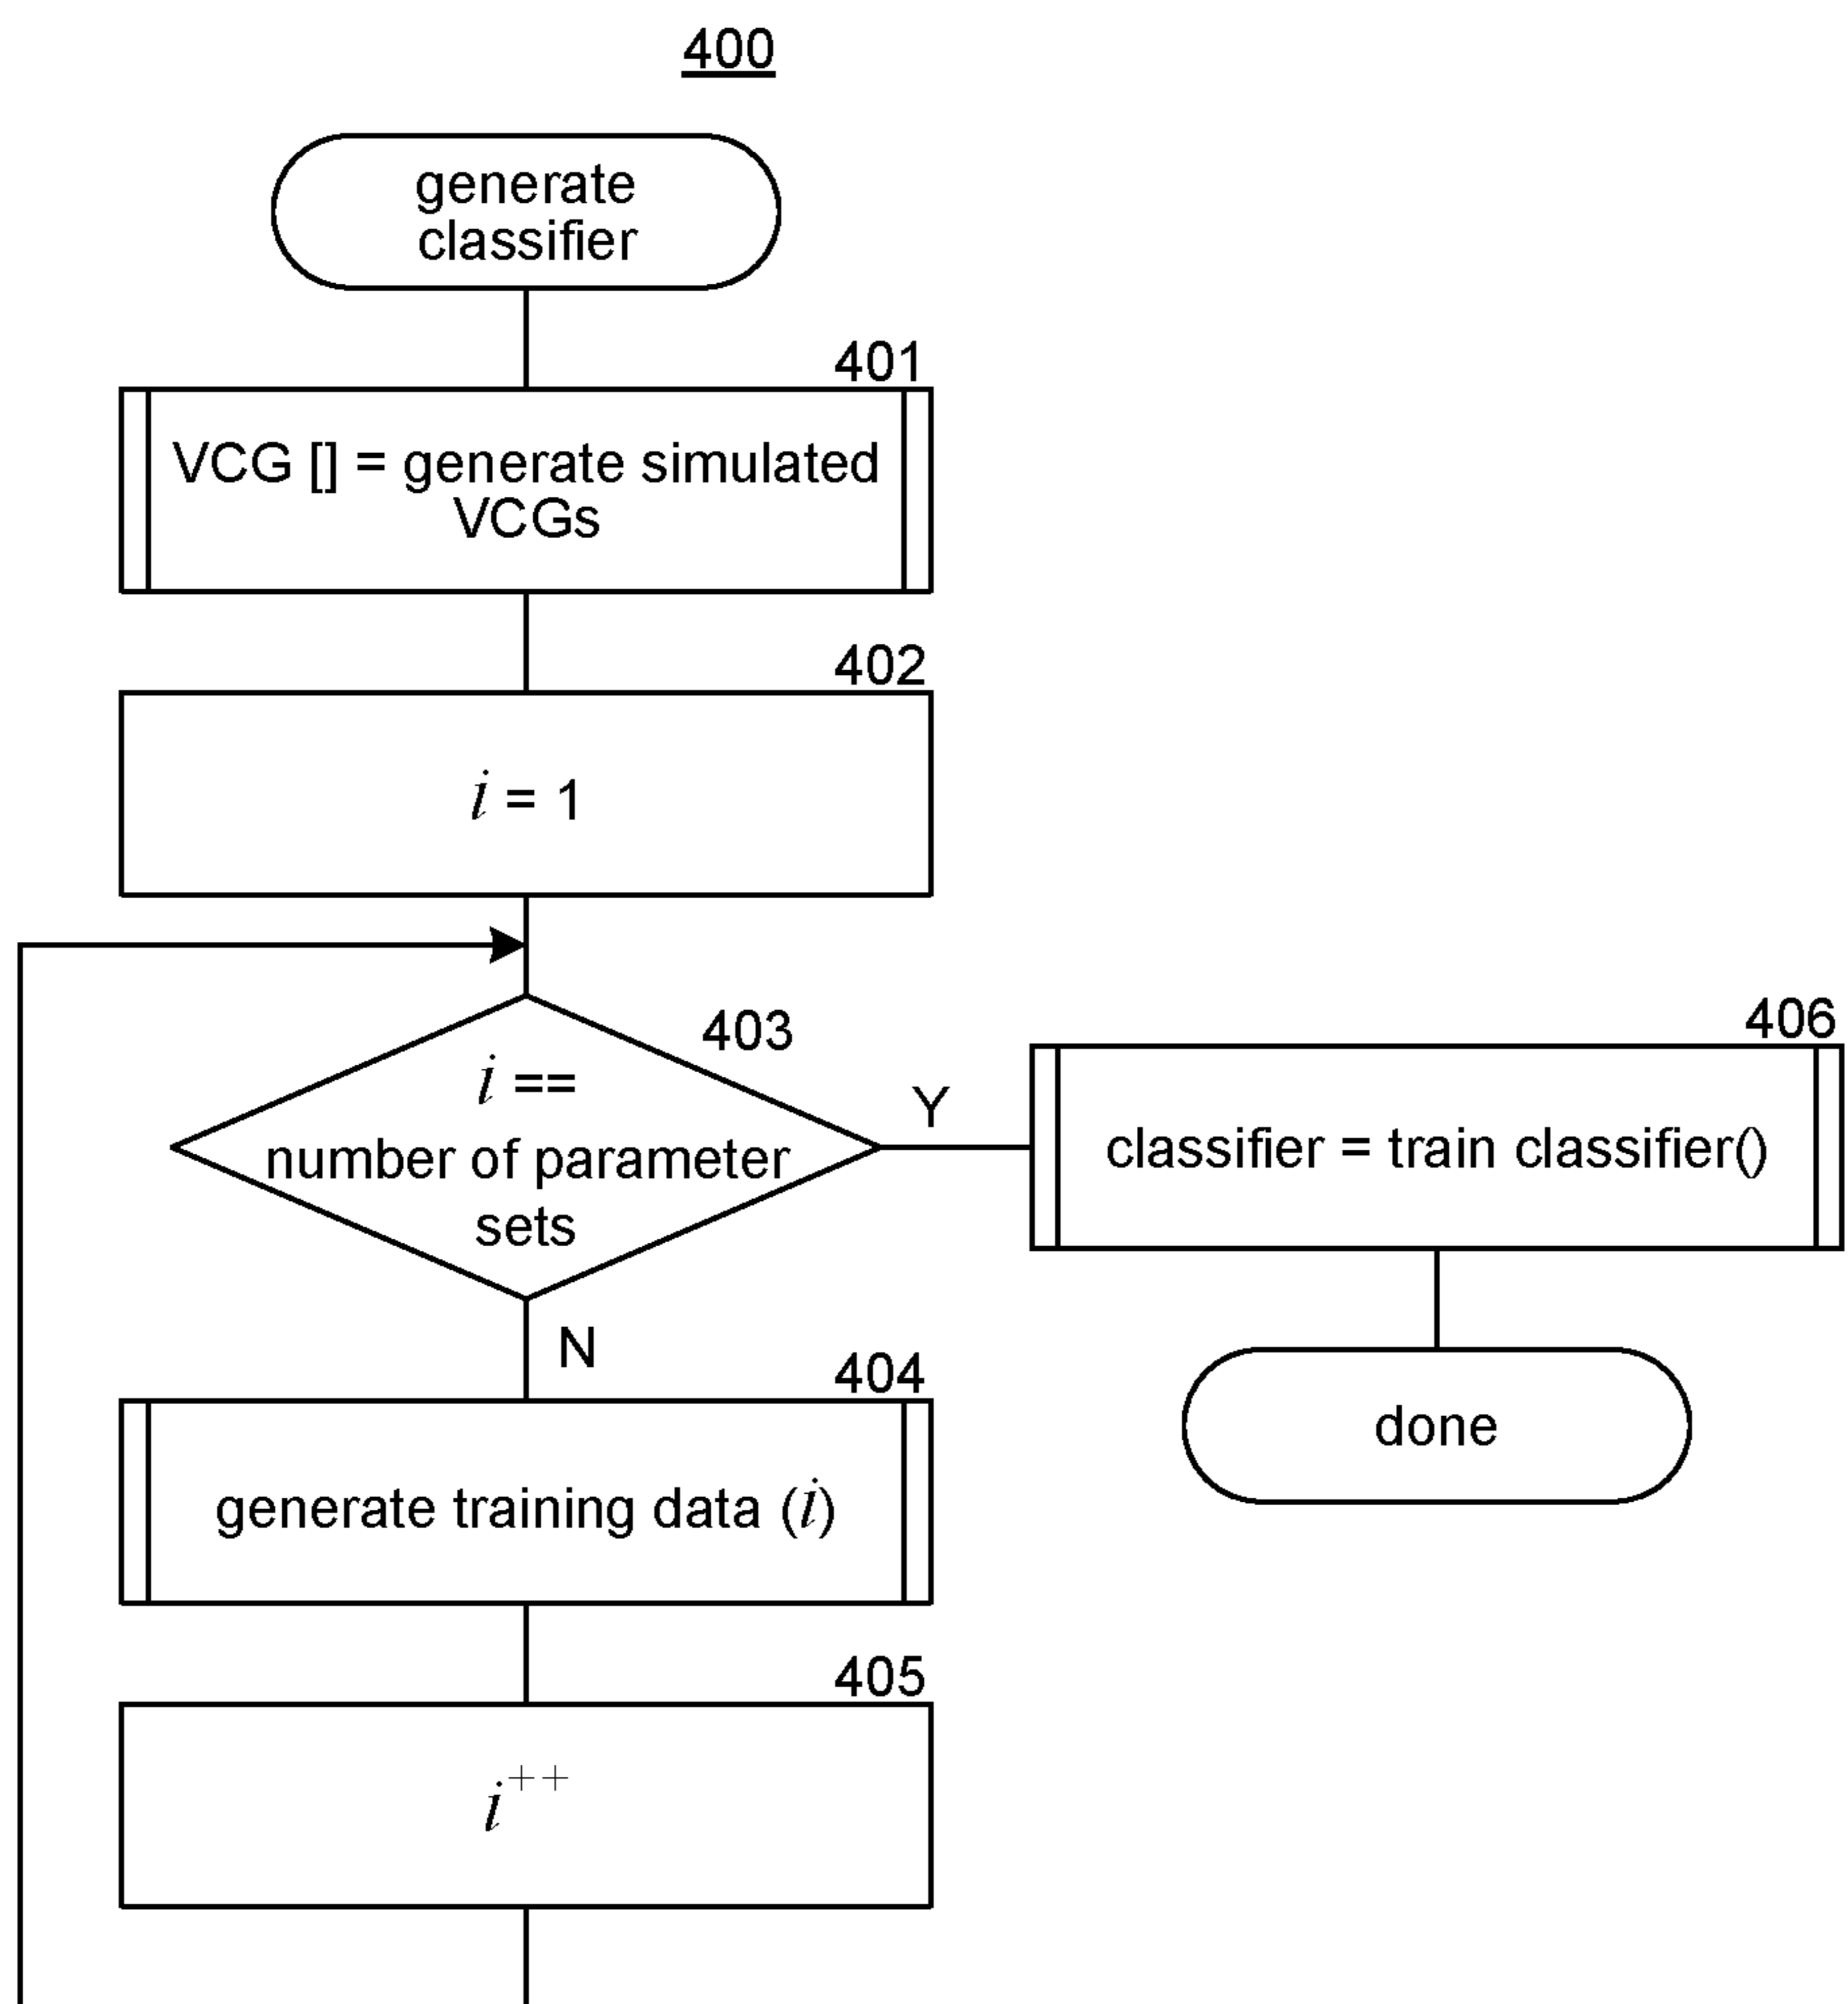 400
generate
classifier
401
VCG [] = generate simulated
VCGs
402
i = 1
403
i ==
number of parameter
sets
Y
406
classifier = train classifier()
N
done
404
generate training data (i)
405
i++